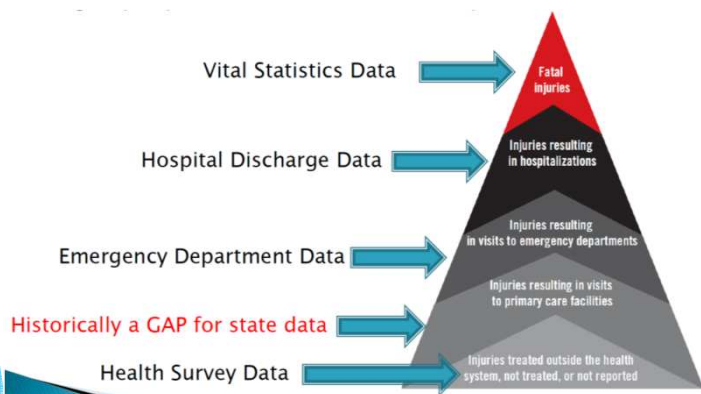 Vital Statistics Data
Fatal
injuries
Hospital Discharge Data
Injuries resulting
in hospitalizations
Emergency Department Data
Injuries resulting
in visits to emergency departments
Historically a GAP for state data
Injuries resulting in visits
to primary care facilities
Health Survey Data
Injuries treated outside the health
system, not treated, or not reported